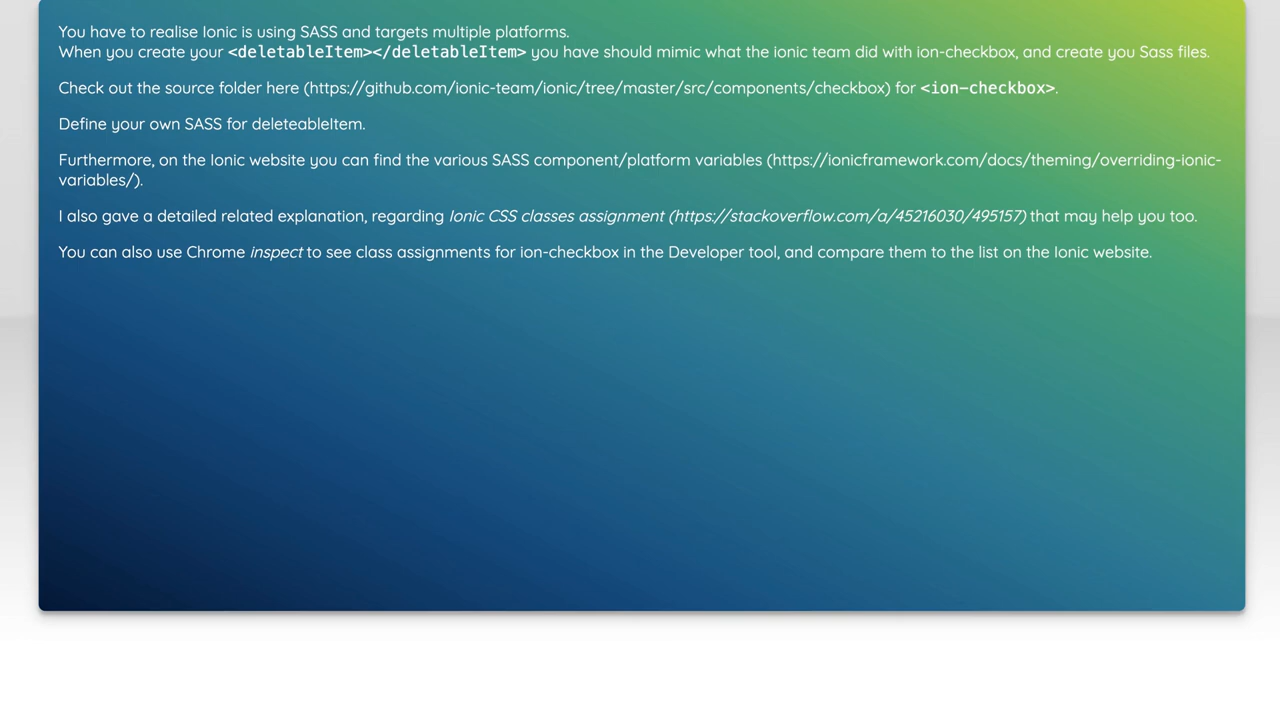 You have to realise Ionic is using SASS and targets multiple platforms.
When you create your <deletableItem></deletableItem> you have should mimic what the ionic team did with ion-checkbox, and create you Sass files.
Check out the source folder here (https://github.com/ionic-team/ionic/tree/master/src/components/checkbox) for <ion-checkbox>.
Define your own SASS for deleteableItem.
Furthermore, on the Ionic website you can find the various SASS component/platform variables (https://ionicframework.com/docs/theming/overriding-ionic-
variables/).
I also gave a detailed related explanation, regarding Ionic CSS classes assignment (https://stackoverflow.com/a/45216030/495157) that may help you too.
You can also use Chrome inspect to see class assignments for ion-checkbox in the Developer tool, and compare them to the list on the Ionic website.